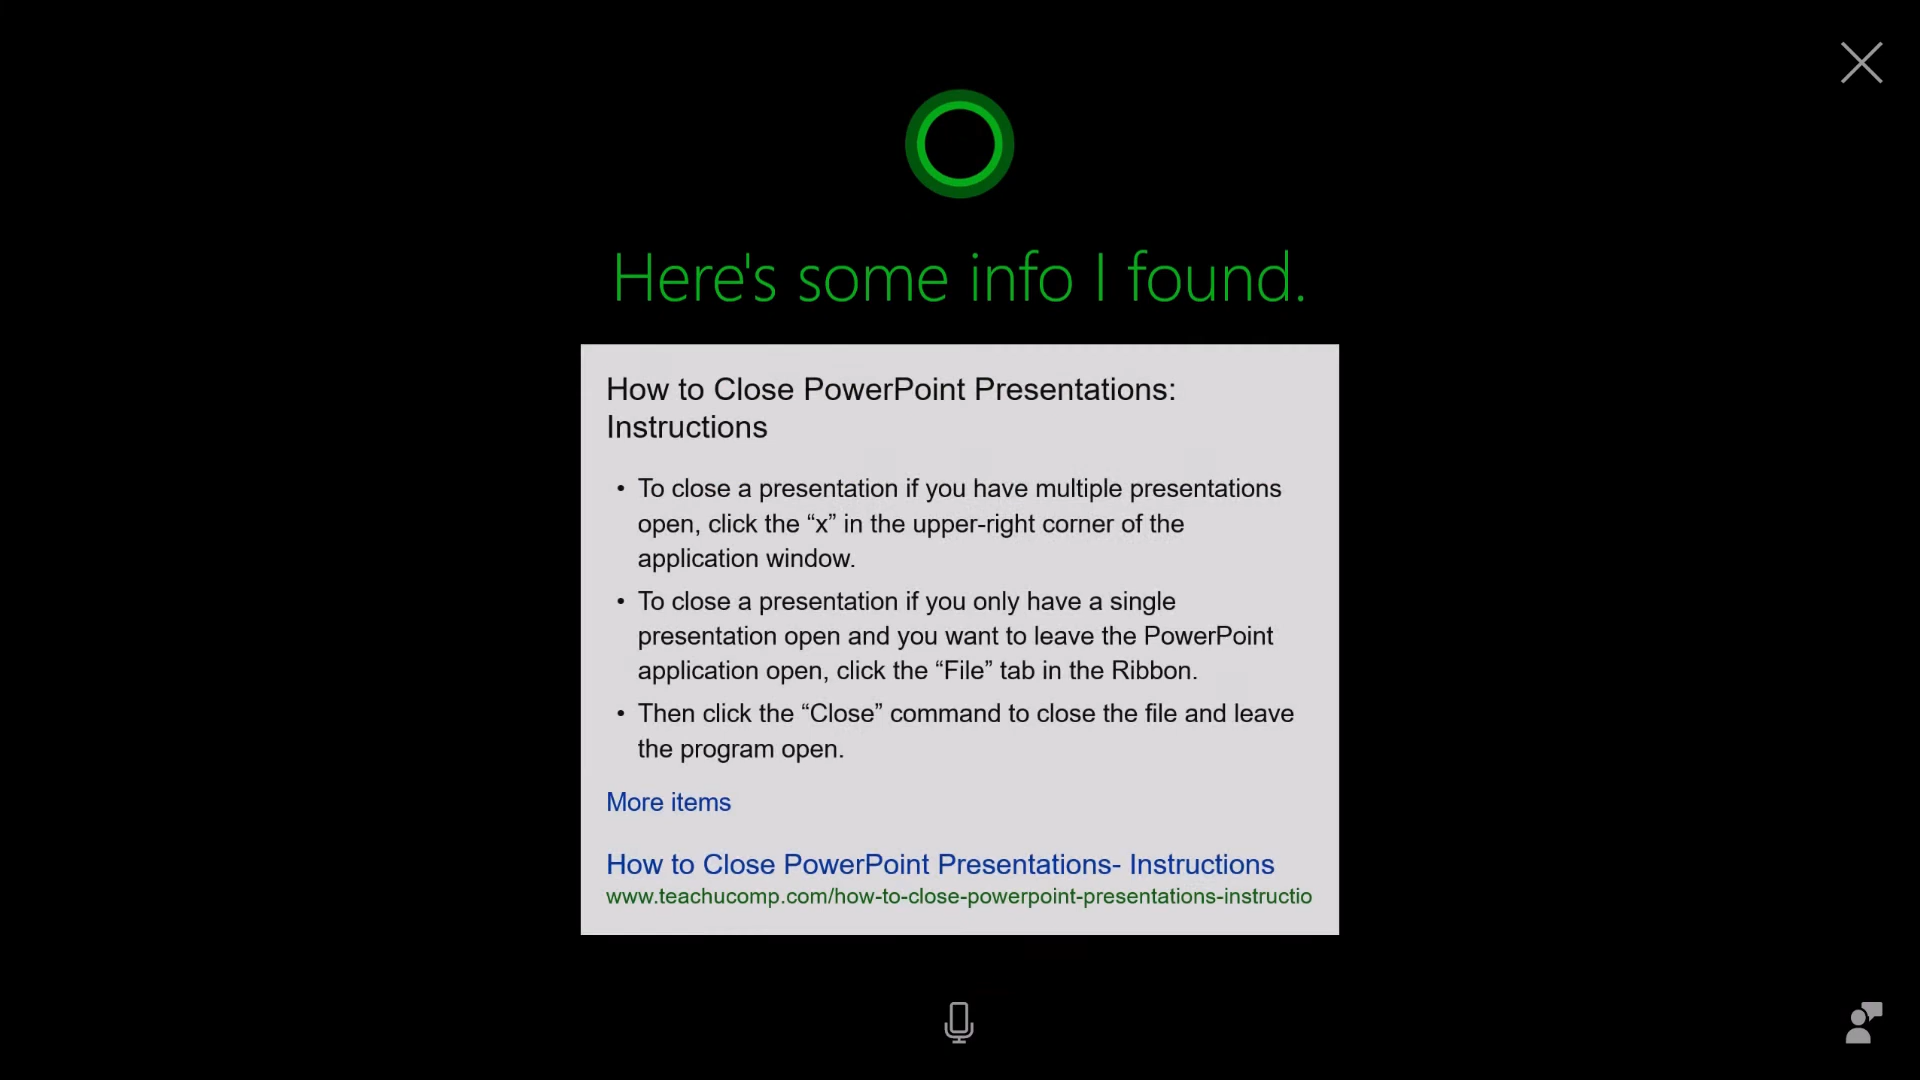 Here's some info I found.
How to Close PowerPoint Presentations:
Instructions
• To close a presentation if you have multiple presentations
open, click the “x” in the upper-right corner of the
application window.
• To close a presentation if you only have a single
presentation open and you want to leave the PowerPoint
application open, click the “File” tab in the Ribbon.
• Then click the “Close” command to close the file and leave
the program open.
More items
How to Close PowerPoint Presentations- Instructions
www.teachucomp.com/how-to-close-powerpoint-presentations-instructio